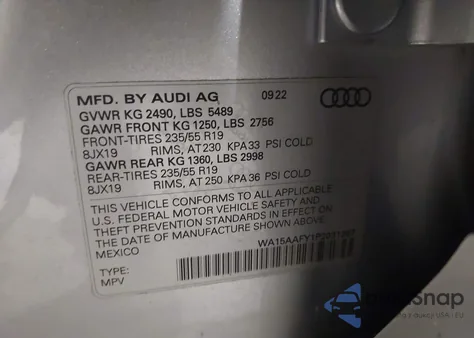 MFD. BY AUDI AG 09.22
GVWR KG 2490, LBS 5489
GAWR FRONT KG 1250, LBS 2756
FRONT-TIRES 235/55 R19
8JX19 RIMS, AT 230 KPA 33 PSI COLD
GAWR REAR KG 1360, LBS 2998
REAR-TIRES 235/55 R19
8JX19 RIMS, AT 250 KPA 36 PSI COLD
THIS VEHICLE CONFORMS TO ALL APPLICABLE
U.S. FEDERAL MOTOR VEHICLE SAFETY AND
THEFT PREVENTION STANDARDS IN EFFECT ON
THE DATE OF MANUFACTURE SHOWN ABOVE.
MEXICO
TYPE:
MPV